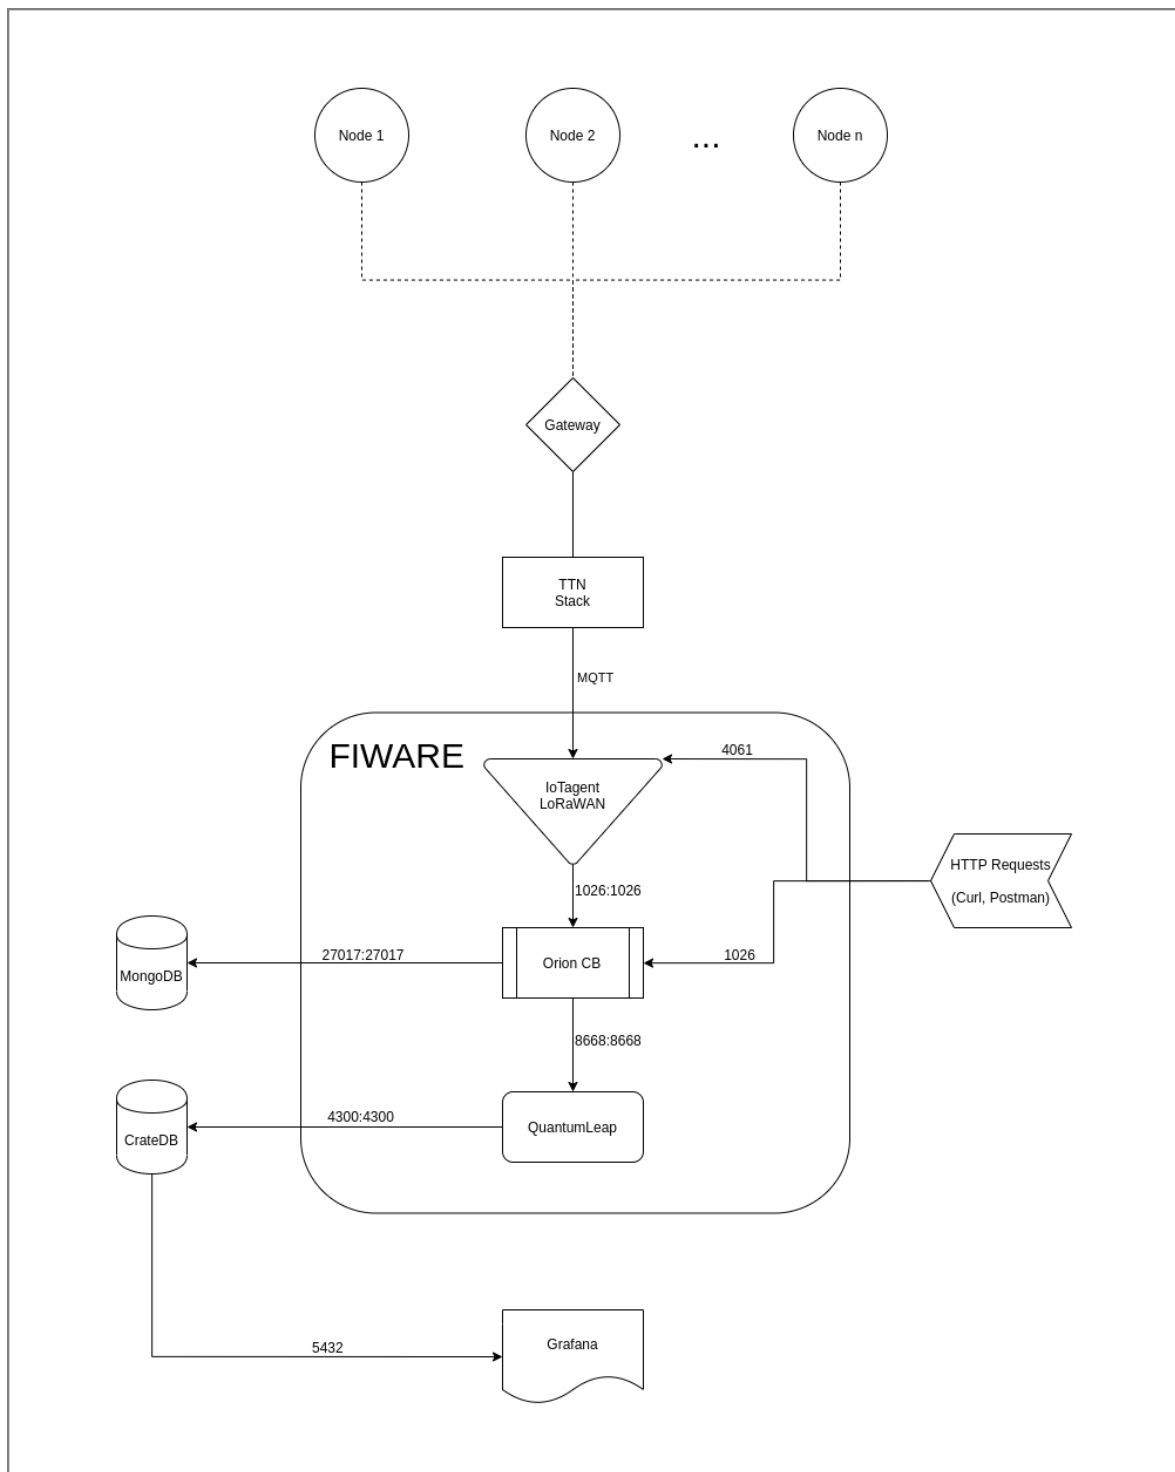 Node 1
Node 2
...
Node n
Gateway
TTN
Stack
MQTT
FIWARE
4061
IoTagent
LoRaWAN
HTTP Requests
(Curl, Postman)
1026:1026
27017:27017
1026
Orion CB
MongoDB
8668:8668
4300:4300
QuantumLeap
CrateDB
Grafana
5432